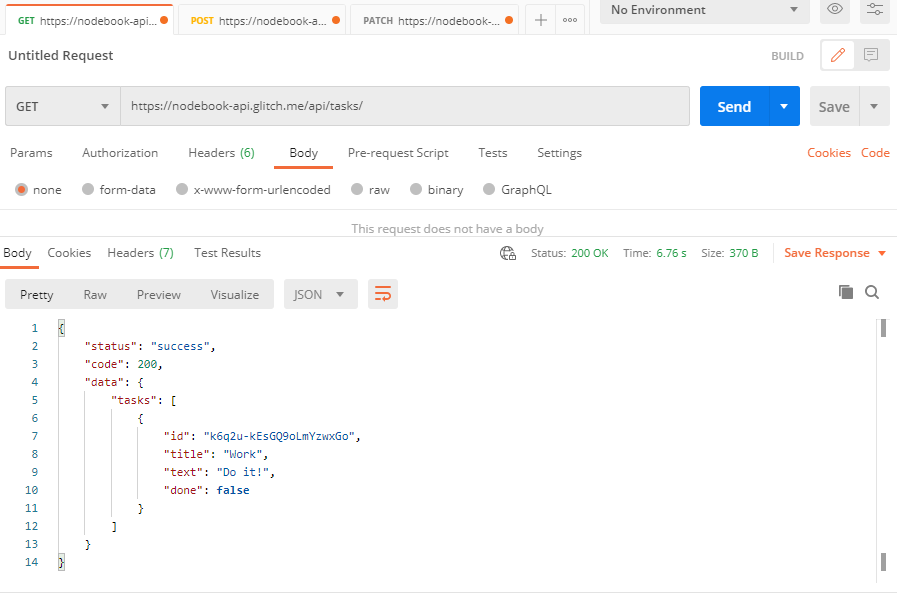 GET https://nodebook-api... POST https://nodebook-a... PATCH https://nodebook-... No Environment
Untitled Request BUILD
GET https://nodebook-api.glitch.me/api/tasks/ Send Save
Params Authorization Headers (6) Body Pre-request Script Tests Settings Cookies Code
none form-data x-www-form-urlencoded raw binary GraphQL
This request does not have a body
Body Cookies Headers (7) Test Results Status: 200 OK Time: 6.76 s Size: 370 B Save Response
Pretty Raw Preview Visualize JSON
1 {
2 "status": "success",
3 "code": 200,
4 "data": {
5 "tasks": [
6 {
7 "id": "k6q2u-kEsGQ9oLmYzwxGo",
8 "title": "Work",
9 "text": "Do it!",
10 "done": false
11 }
12 ]
13 }
14 }